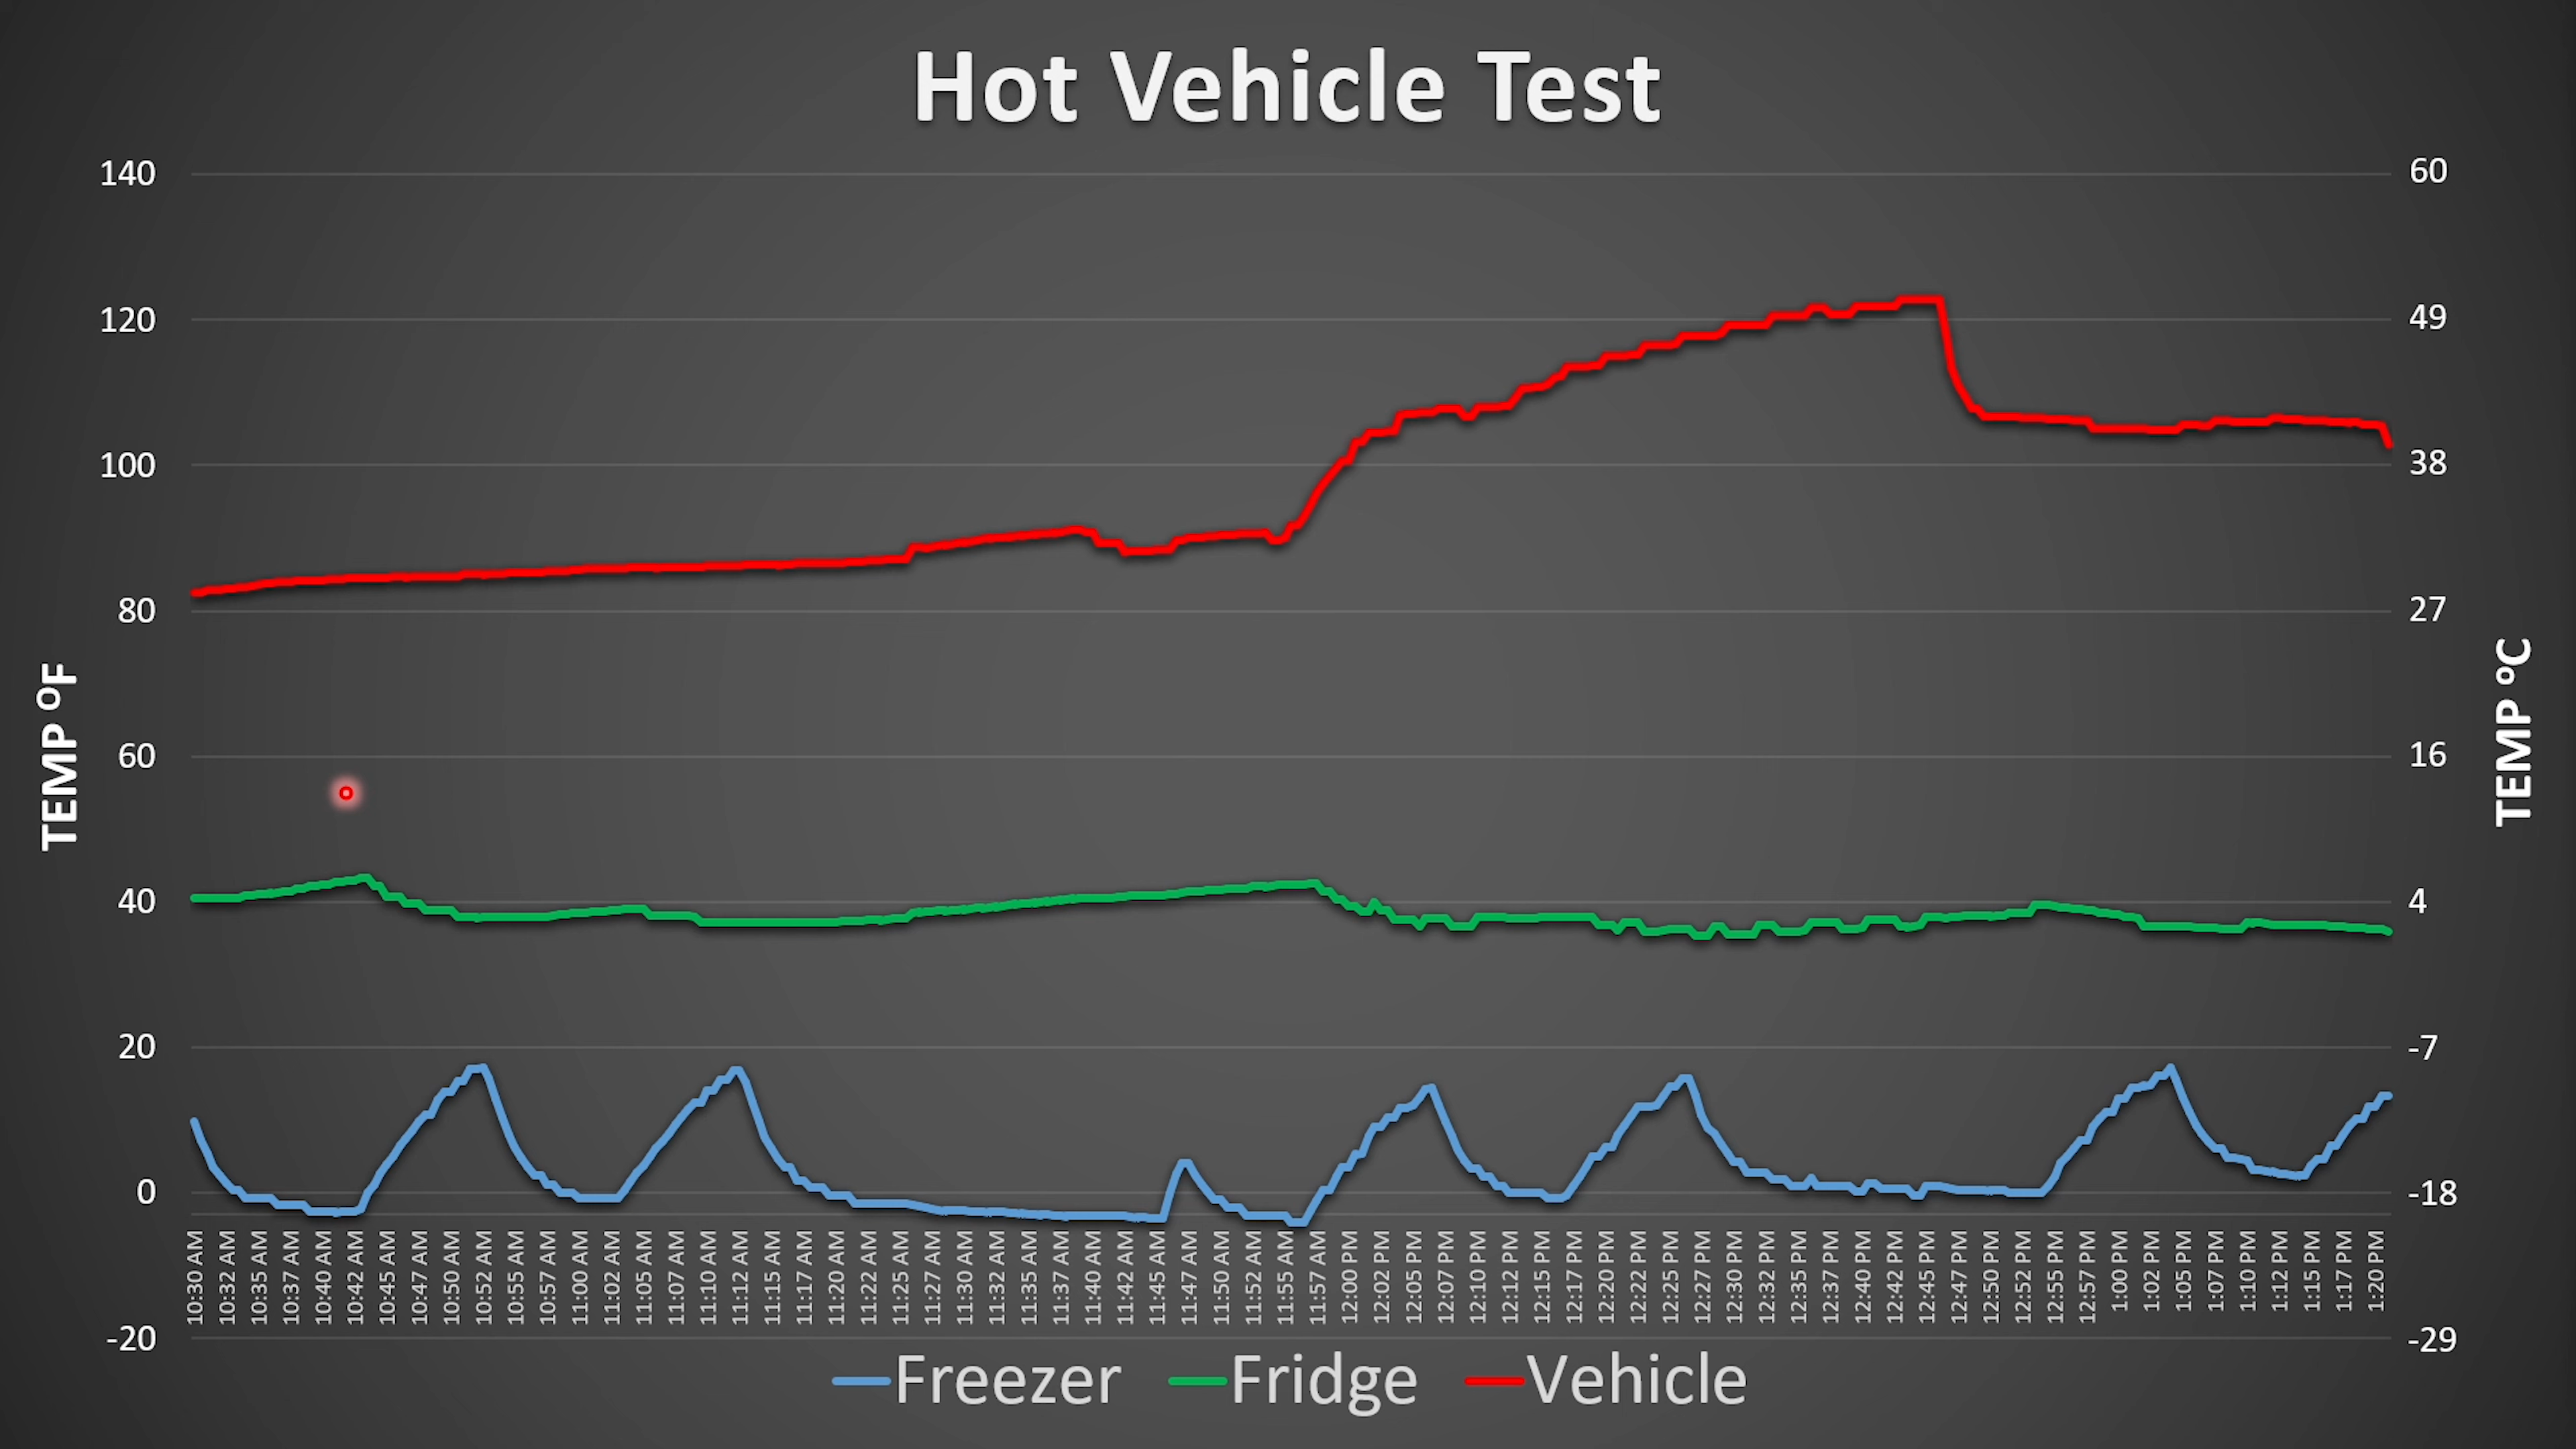 Hot Vehicle Test
140
120
100
80
60
40
20
0
-20
60
49
38
27
16
4
-7
-18
-29
TEMP ºF
TEMP ºC
10:30 AM
10:32 AM
10:35 AM
10:37 AM
10:40 AM
10:42 AM
10:45 AM
10:47 AM
10:50 AM
10:52 AM
10:55 AM
10:57 AM
11:00 AM
11:02 AM
11:05 AM
11:07 AM
11:10 AM
11:12 AM
11:15 AM
11:17 AM
11:20 AM
11:22 AM
11:25 AM
11:27 AM
11:30 AM
11:32 AM
11:35 AM
11:37 AM
11:40 AM
11:42 AM
11:45 AM
11:47 AM
11:50 AM
11:52 AM
11:55 AM
11:57 AM
12:00 PM
12:02 PM
12:05 PM
12:07 PM
12:10 PM
12:12 PM
12:15 PM
12:17 PM
12:20 PM
12:22 PM
12:25 PM
12:27 PM
12:30 PM
12:32 PM
12:35 PM
12:37 PM
12:40 PM
12:42 PM
12:45 PM
12:47 PM
12:50 PM
12:52 PM
12:55 PM
12:57 PM
1:00 PM
1:02 PM
1:05 PM
1:07 PM
1:10 PM
1:12 PM
1:15 PM
1:17 PM
1:20 PM
Freezer Fridge Vehicle